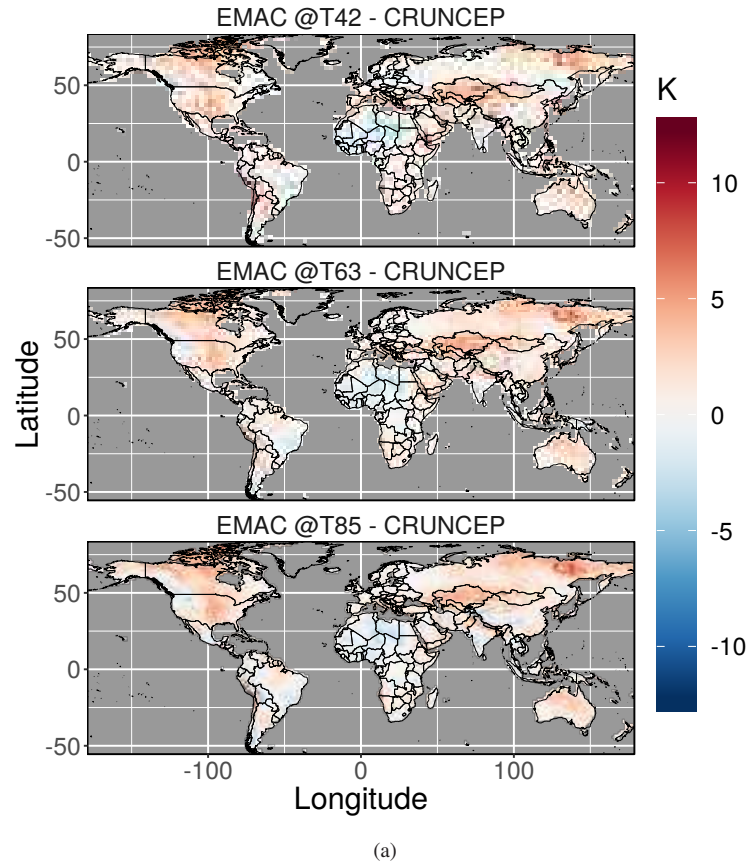 EMAC @T42 - CRUNCEP
50
0
-50
EMAC @T63 - CRUNCEP
50
0
-50
EMAC @T85 - CRUNCEP
50
0
-50
-100
0
100
Latitude
Longitude
K
10
5
0
-5
-10
(a)